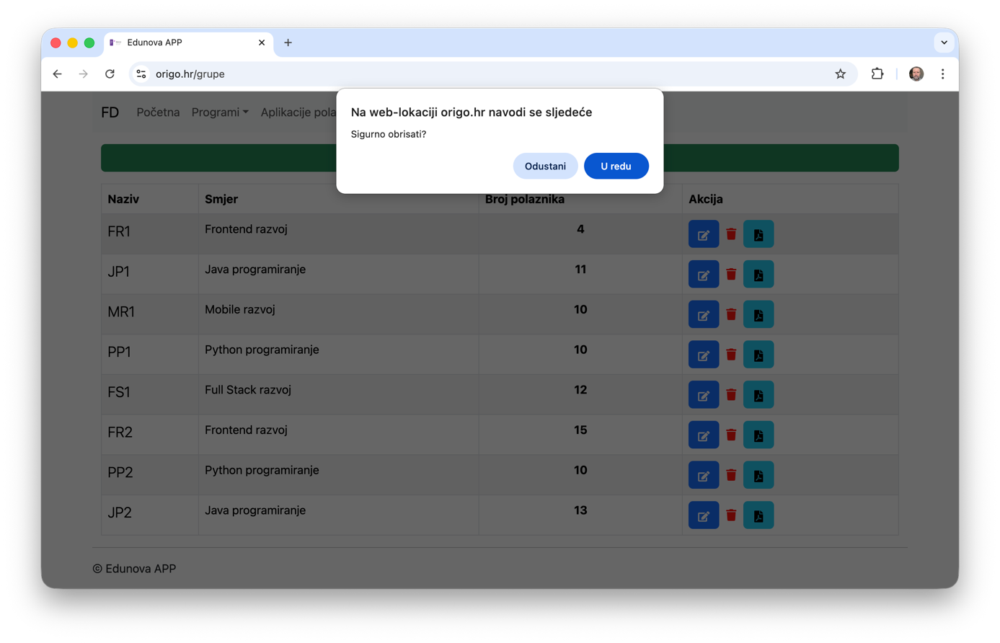 Edunova APP
origo.hr/grupe
Na web-lokaciji origo.hr navodi se sljedeće
Sigurno obrisati?
Odustani U redu
FD Početna Programi Aplikacije pola
Naziv Smjer Broj polaznika Akcija
FR1 Frontend razvoj 4
JP1 Java programiranje 11
MR1 Mobile razvoj 10
PP1 Python programiranje 10
FS1 Full Stack razvoj 12
FR2 Frontend razvoj 15
PP2 Python programiranje 10
JP2 Java programiranje 13
© Edunova APP